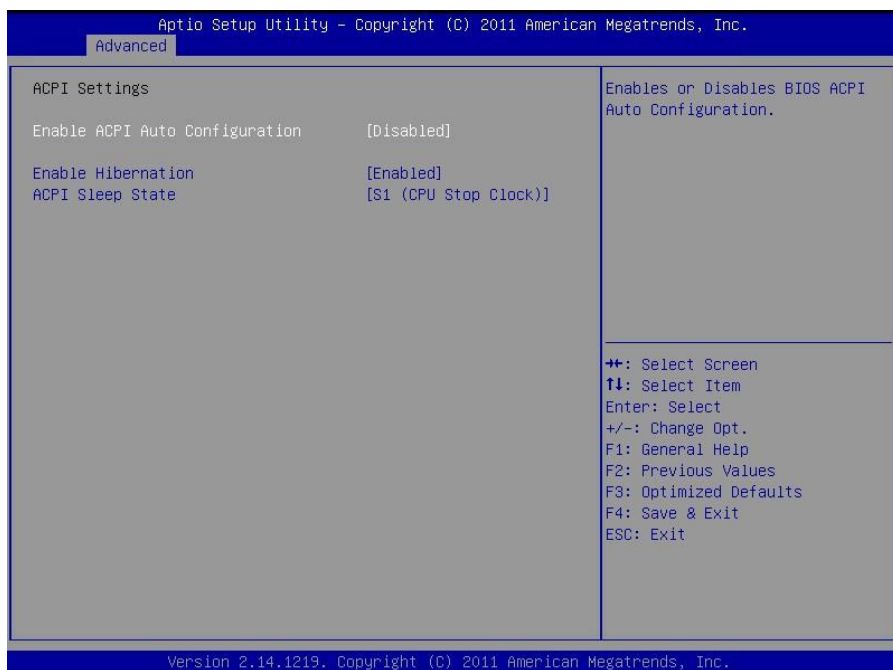 Aptio Setup Utility – Copyright (C) 2011 American Megatrends, Inc.
Advanced
ACPI Settings
Enable ACPI Auto Configuration [Disabled]
Enable Hibernation [Enabled]
ACPI Sleep State [S1 (CPU Stop Clock)]
Enables or Disables BIOS ACPI
Auto Configuration.
→←: Select Screen
↑↓: Select Item
Enter: Select
+/-: Change Opt.
F1: General Help
F2: Previous Values
F3: Optimized Defaults
F4: Save & Exit
ESC: Exit
Version 2.14.1219. Copyright (C) 2011 American Megatrends, Inc.